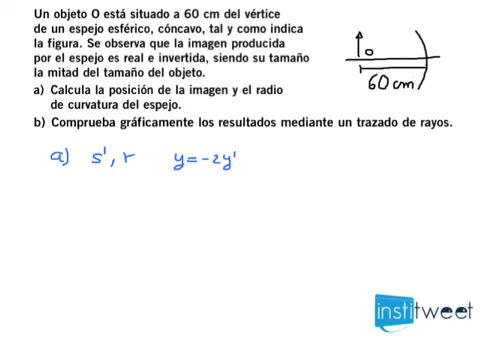 Un objeto O está situado a 60 cm del vértice
de un espejo esférico, cóncavo, tal y como indica
la figura. Se observa que la imagen producida
por el espejo es real e invertida, siendo su tamaño
la mitad del tamaño del objeto.
a) Calcula la posición de la imagen y el radio
de curvatura del espejo.
b) Comprueba gráficamente los resultados mediante un trazado de rayos.
O
60 cm
a) s', r y = -2y'
institweet